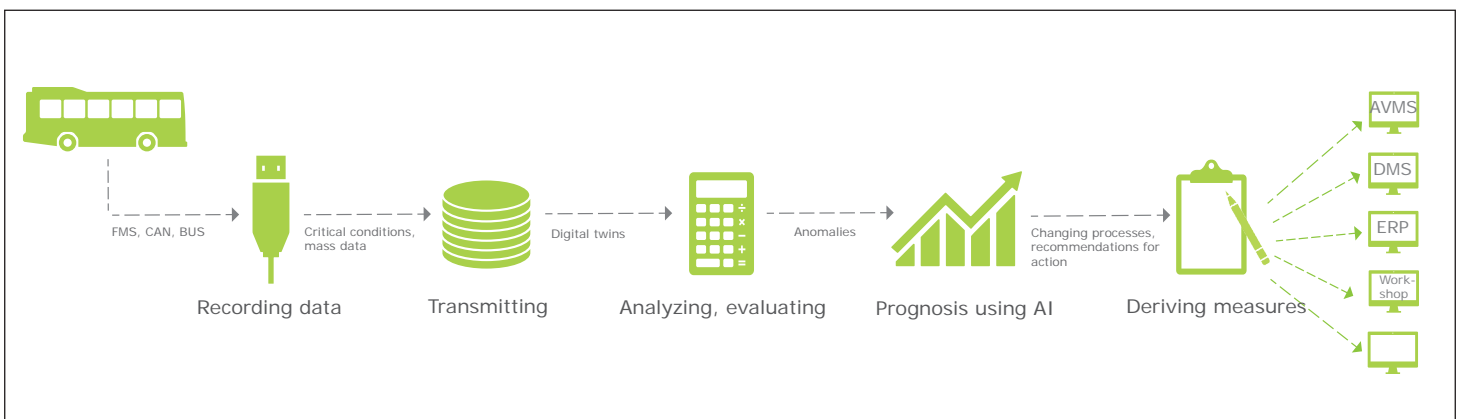 FMS, CAN, BUS
Recording data
Critical conditions,
mass data
Transmitting
Digital twins
Analyzing, evaluating
Anomalies
Prognosis using AI
Changing processes,
recommendations for
action
Deriving measures
AVMS
DMS
ERP
Work-
shop